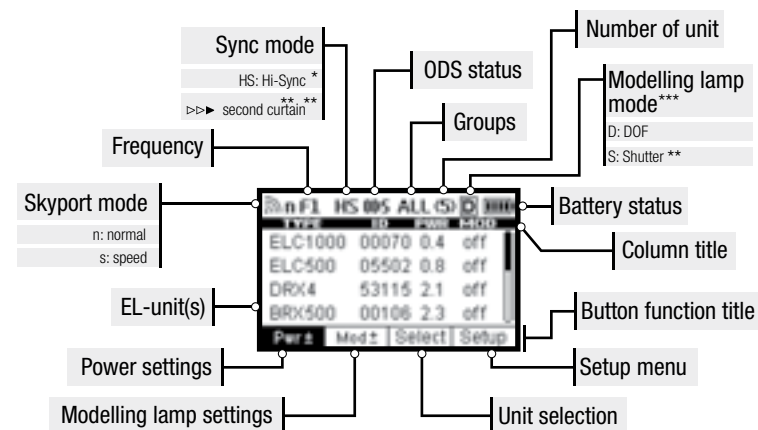 Number of unit
Sync mode
HS: Hi-Sync *
▷▷▶ second curtain**, **
ODS status
Modelling lamp
mode***
D: DOF
S: Shutter **
Groups
Frequency
Skyport mode
n: normal
s: speed
n F1 HS 005 ALL (5) D
Battery status
TYPE ID PWR MOD
ELC1000 00070 0.4 off
Column title
ELC500 05502 0.8 off
DRX4 53115 2.1 off
EL-unit(s)
BRX500 00106 2.3 off
Button function title
Pwr± Mod± Select Setup
Power settings
Setup menu
Modelling lamp settings
Unit selection